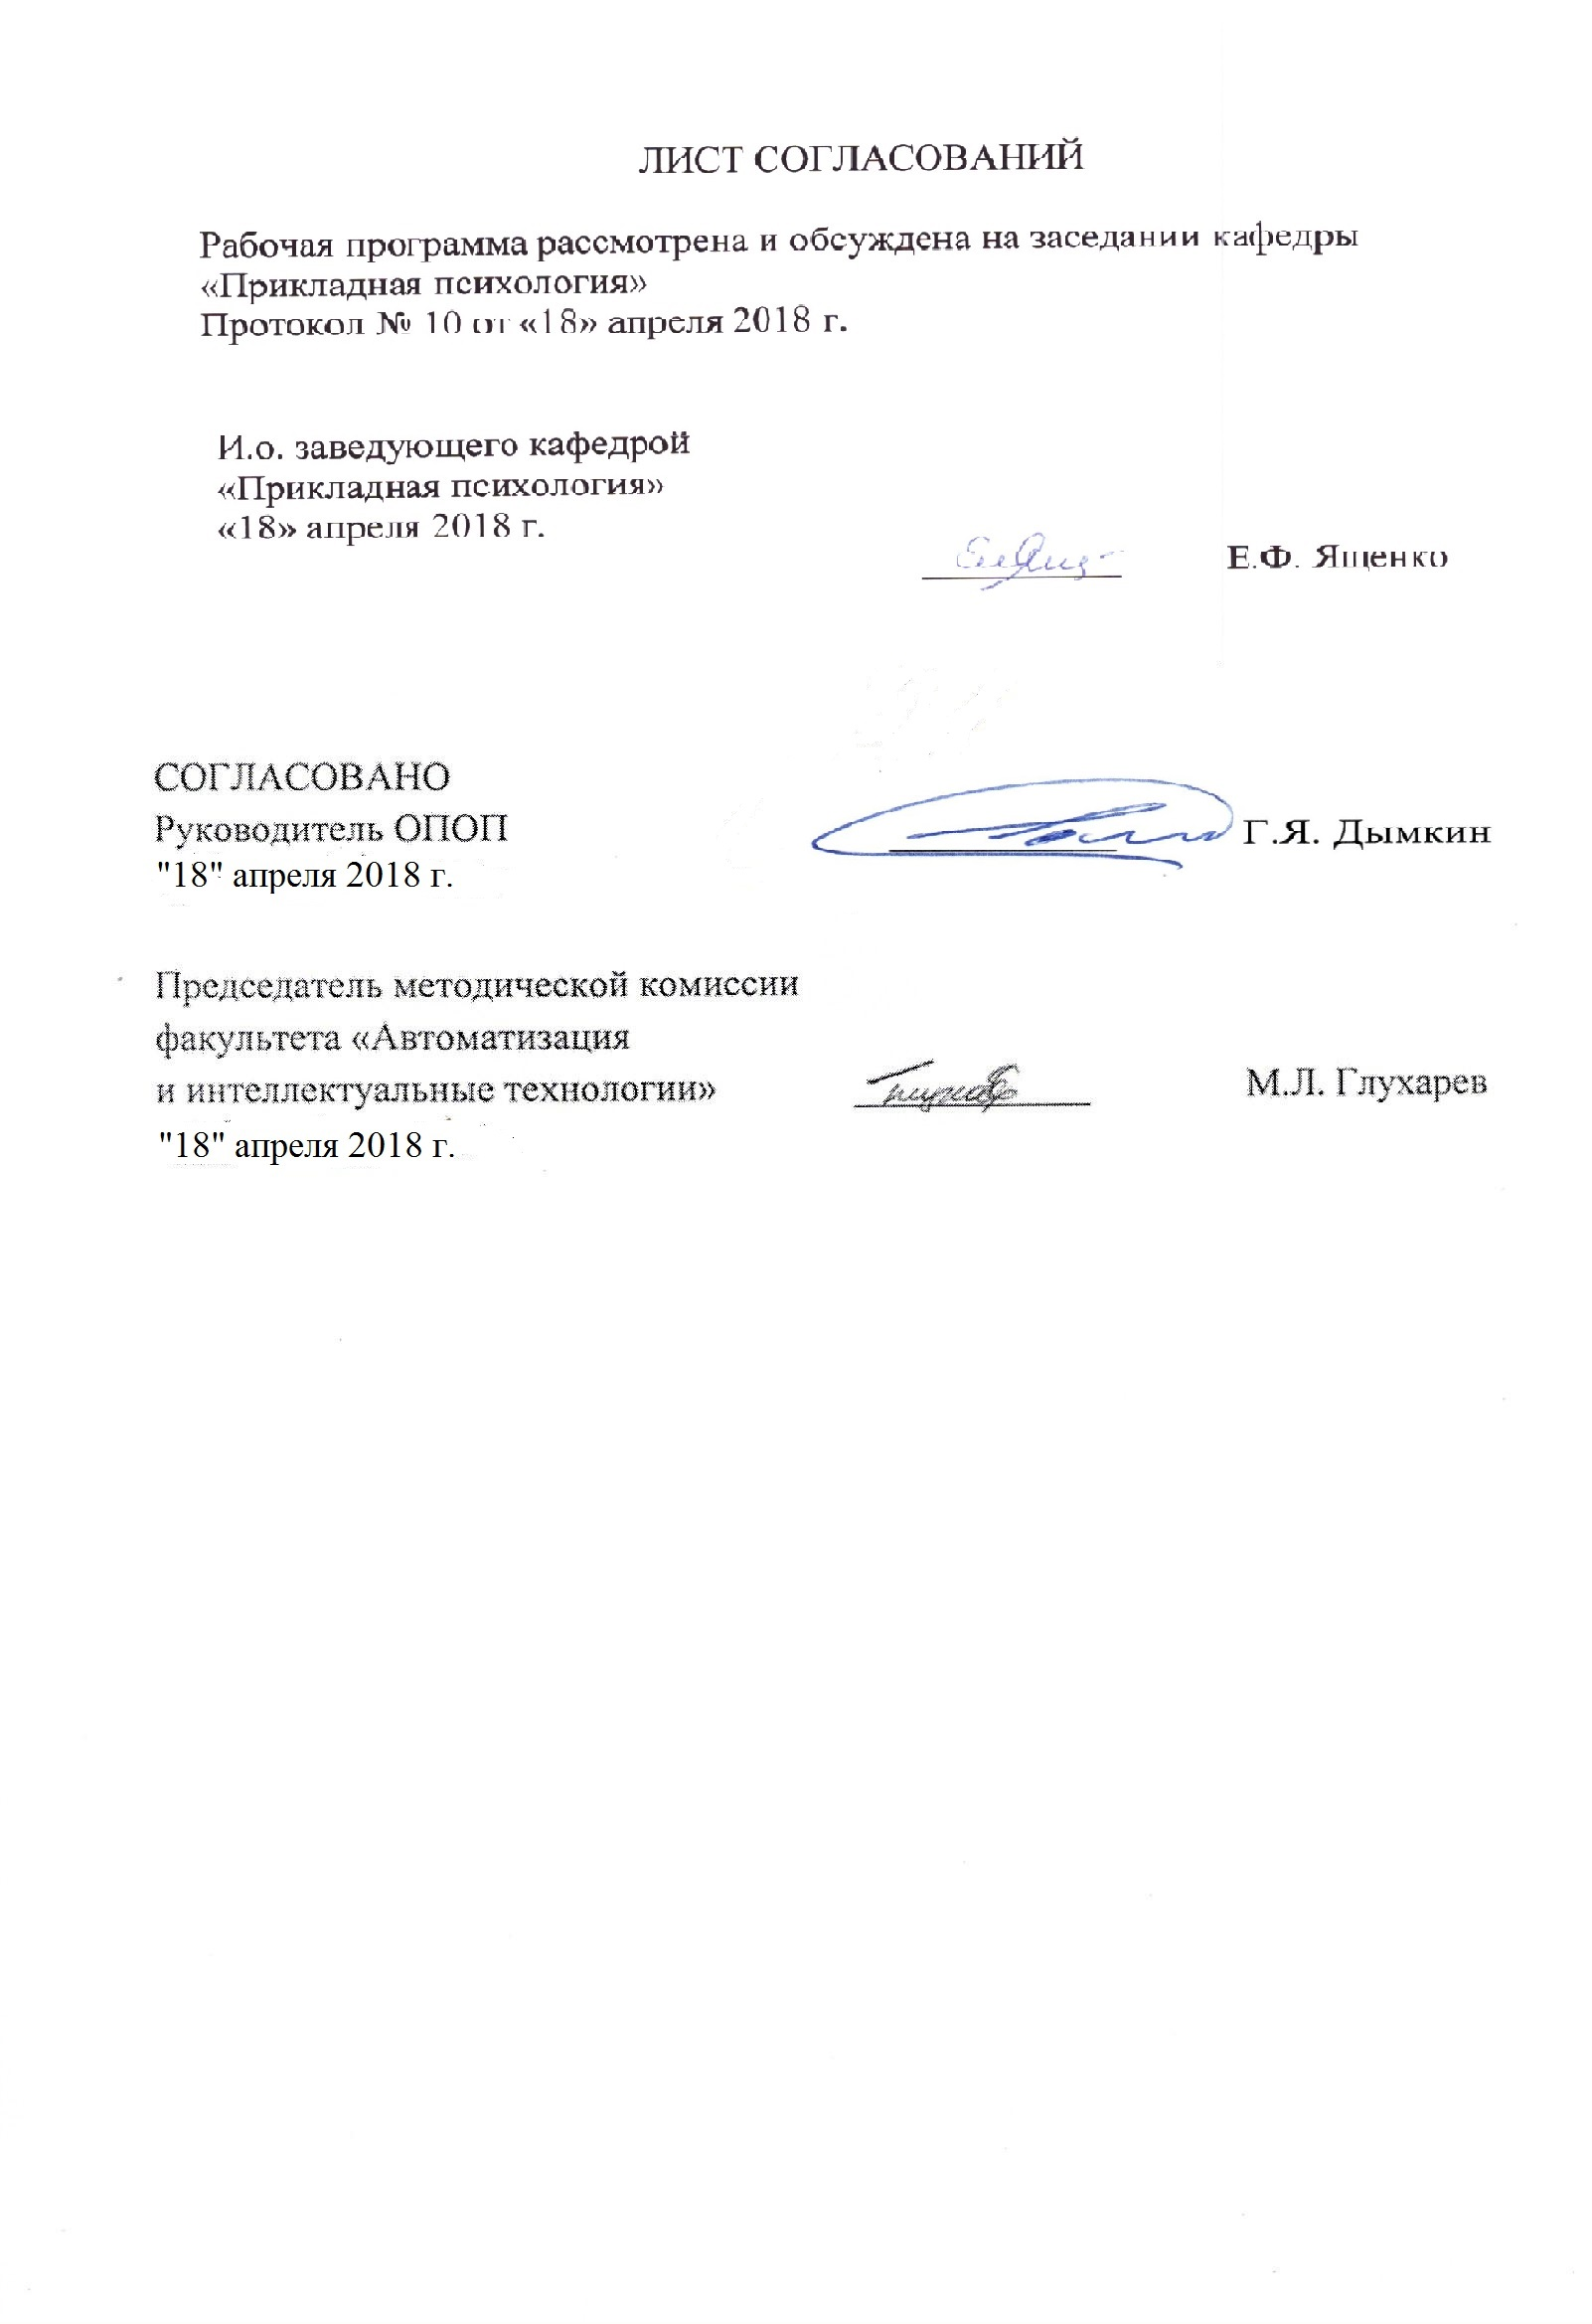 ЛИСТ СОГЛАСОВАНИЙ
Рабочая программа рассмотрена и обсуждена на заседании кафедры
«Прикладная психология»
Протокол № 10 от «18» апреля 2018 г.
И.о. заведующего кафедрой
«Прикладная психология»
«18» апреля 2018 г.
Е.Ф. Ященко
СОГЛАСОВАНО
Руководитель ОПОП
Г.Я. Дымкин
"18" апреля 2018 г.
Председатель методической комиссии
факультета «Автоматизация
и интеллектуальные технологии»
М.Л. Глухарев
"18" апреля 2018 г.